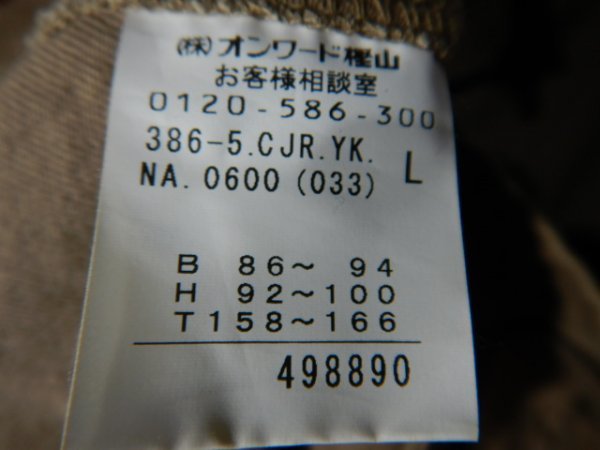 (株)オンワード樫山
お客様相談室
0120-586-300
386-5.CJR.YK. L
NA.0600(033)
B 86～ 94
H 92～100
T158～166
498890